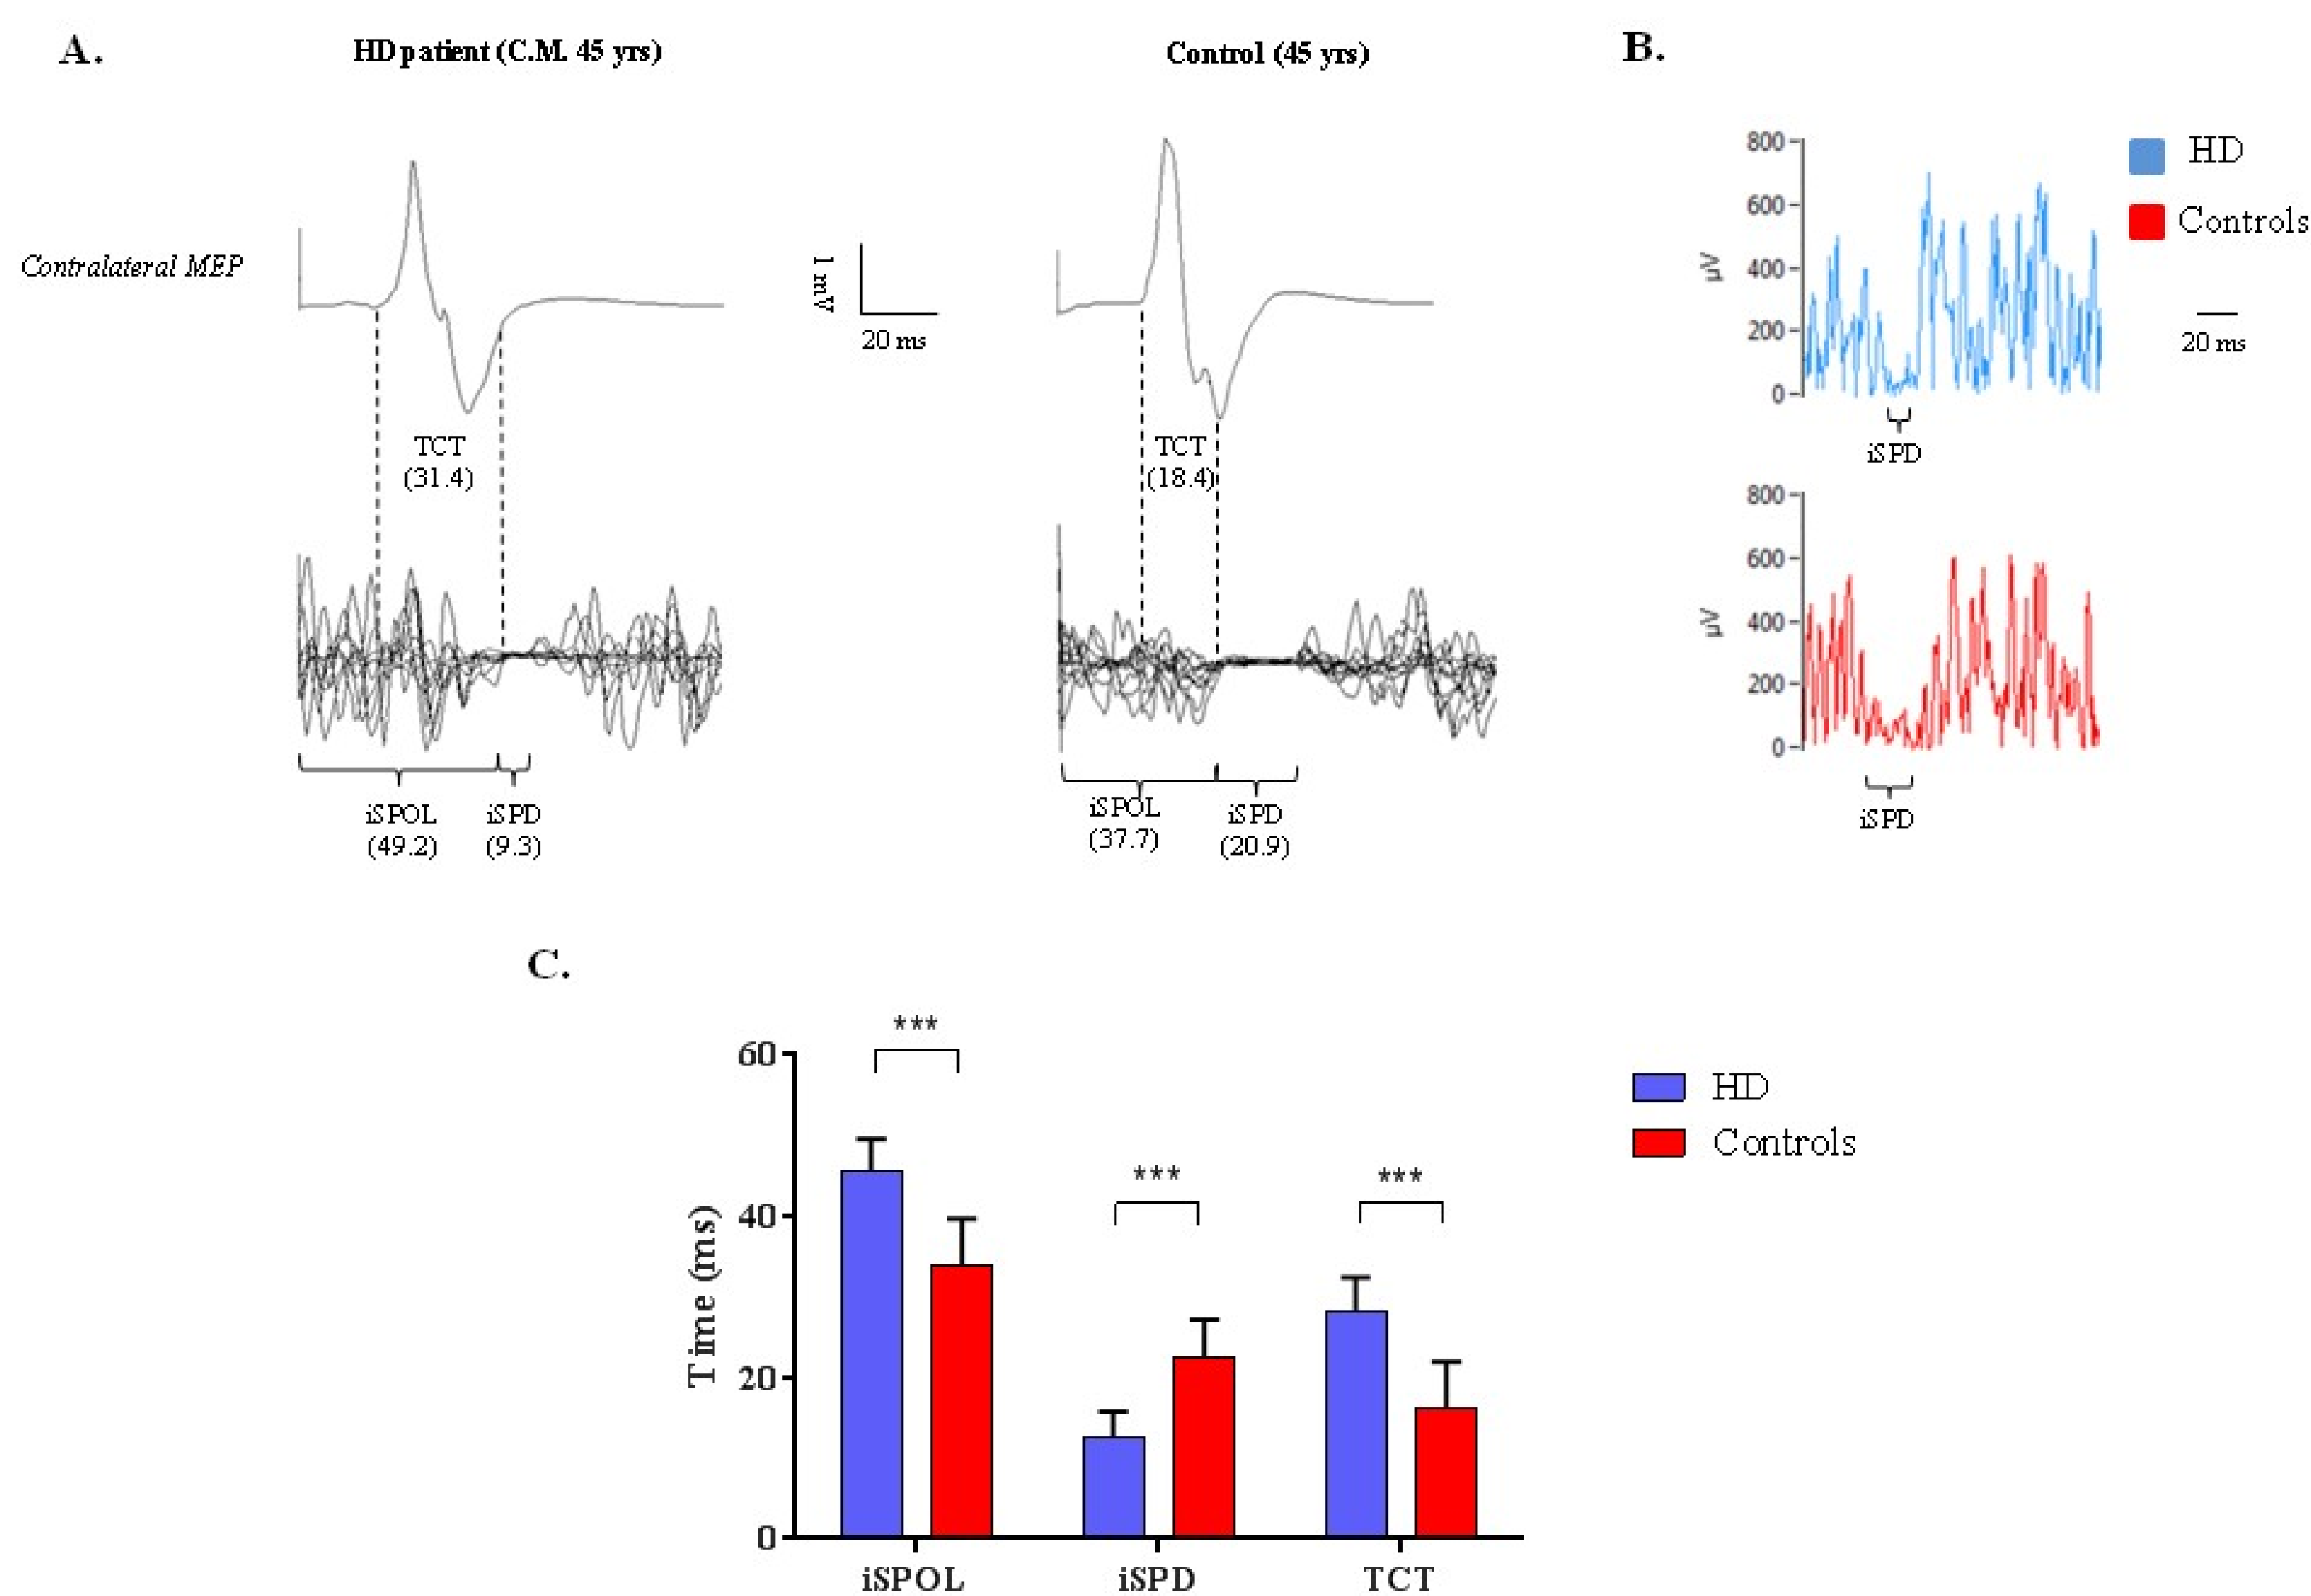 A.
HD patient (C.M. 45 yrs)
Control (45 yrs)
Contralateral MEP
1 mV
20 ms
TCT
(31.4)
TCT
(18.4)
iSPOL
(49.2)
iSPD
(9.3)
iSPOL
(37.7)
iSPD
(20.9)
B.
800
600
400
200
0
µV
iSPD
HD
Controls
20 ms
800
600
400
200
0
µV
iSPD
C.
***
***
***
60
40
20
0
Time (ms)
iSPOL
iSPD
TCT
HD
Controls